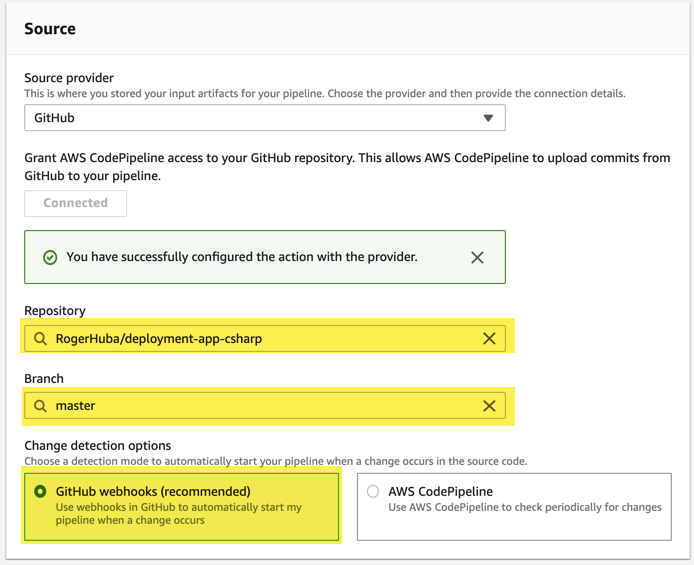 Source
Source provider
This is where you stored your input artifacts for your pipeline. Choose the provider and then provide the connection details.
GitHub
Grant AWS CodePipeline access to your GitHub repository. This allows AWS CodePipeline to upload commits from
GitHub to your pipeline.
Connected
You have successfully configured the action with the provider.
Repository
RogerHuba/deployment-app-csharp
Branch
master
Change detection options
Choose a detection mode to automatically start your pipeline when a change occurs in the source code.
GitHub webhooks (recommended)
Use webhooks in GitHub to automatically start my
pipeline when a change occurs
AWS CodePipeline
Use AWS CodePipeline to check periodically for changes